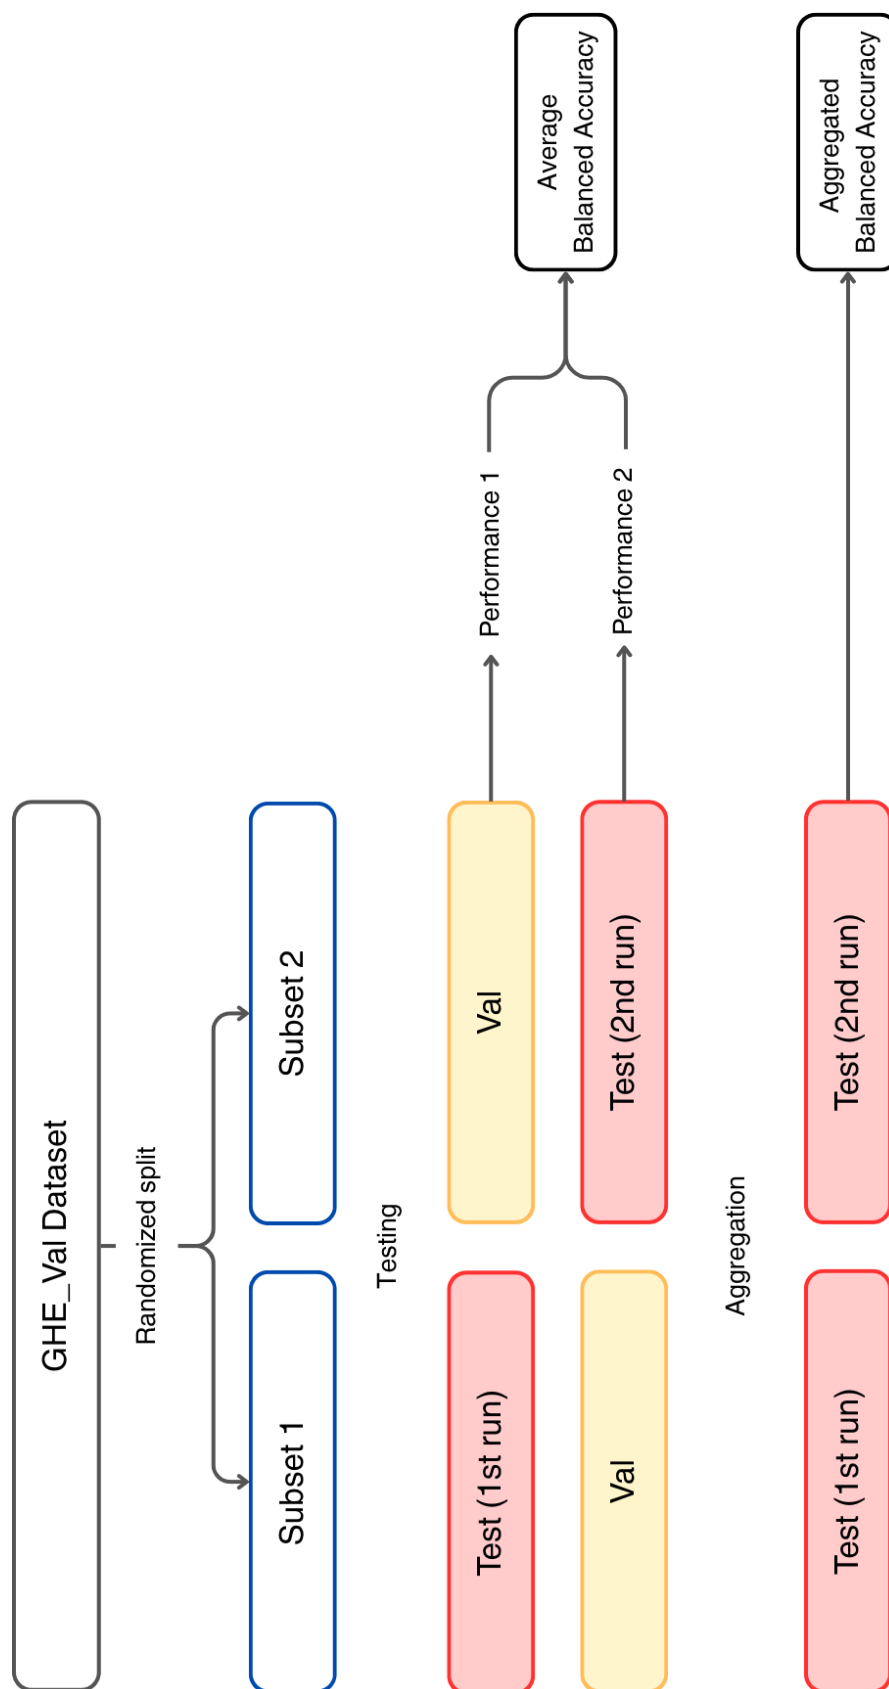 GHE_Val Dataset
Randomized split
Subset 1
Subset 2
Testing
Test (1st run)
Val
Performance 1
Val
Test (2nd run)
Performance 2
Average
Balanced Accuracy
Aggregation
Test (1st run)
Test (2nd run)
Aggregated
Balanced Accuracy